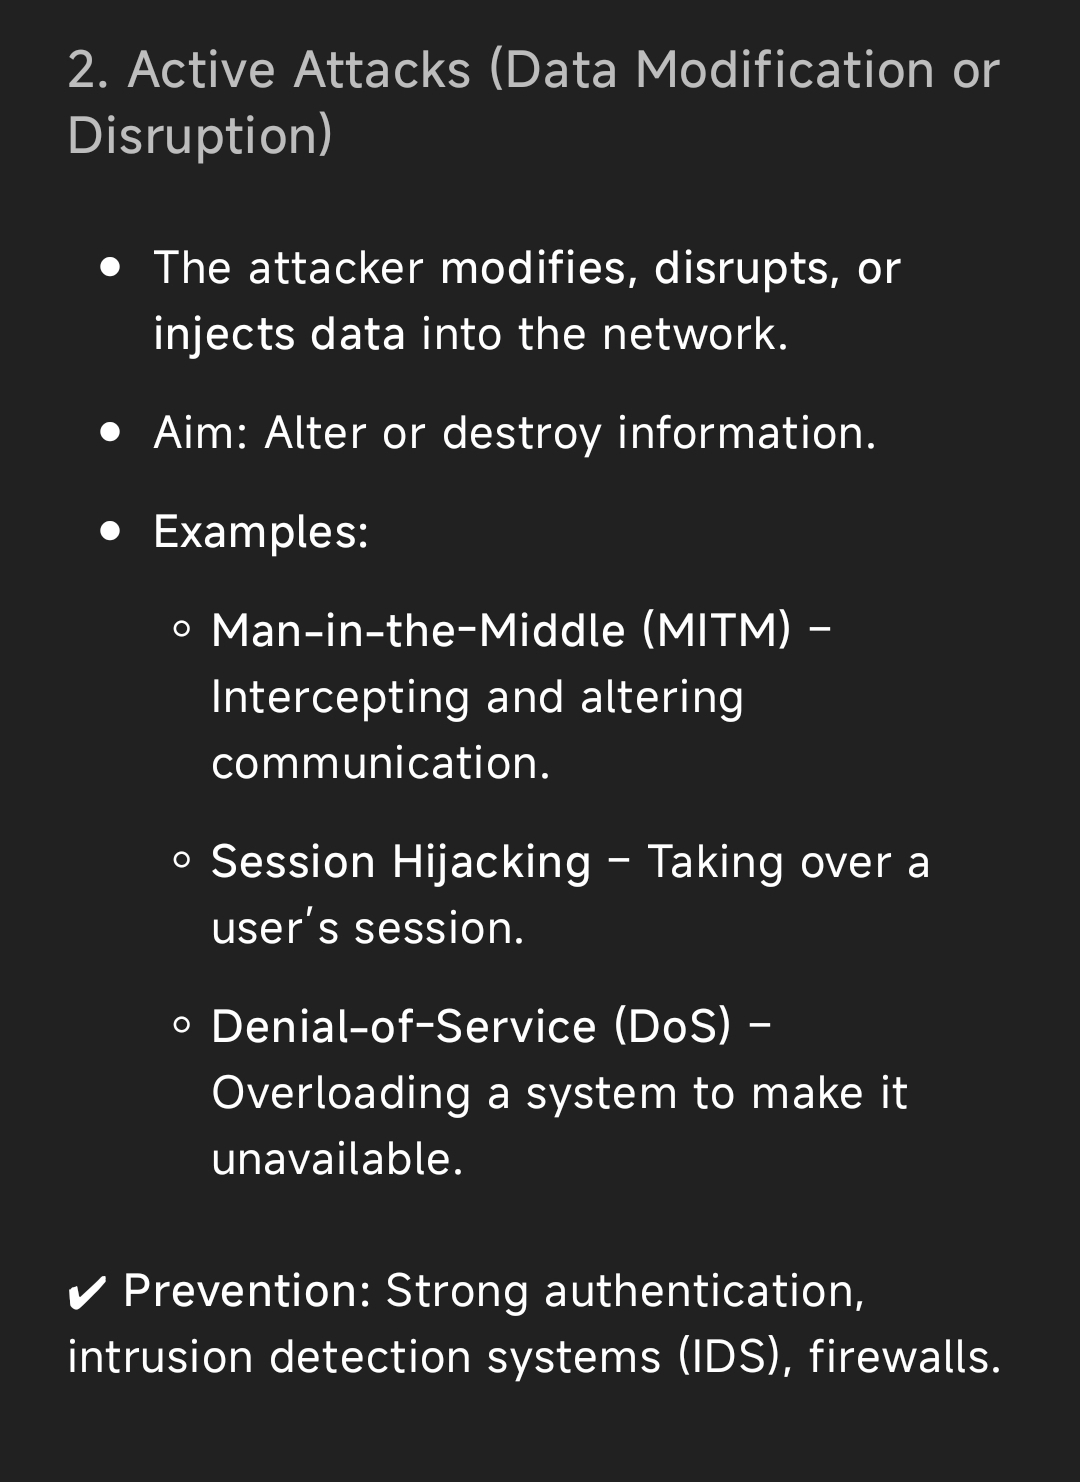 2. Active Attacks (Data Modification or
Disruption)
● The attacker modifies, disrupts, or
injects data into the network.
● Aim: Alter or destroy information.
● Examples:
○ Man-in-the-Middle (MITM) –
Intercepting and altering
communication.
○ Session Hijacking – Taking over a
user’s session.
○ Denial-of-Service (DoS) –
Overloading a system to make it
unavailable.
✔ Prevention: Strong authentication,
intrusion detection systems (IDS), firewalls.